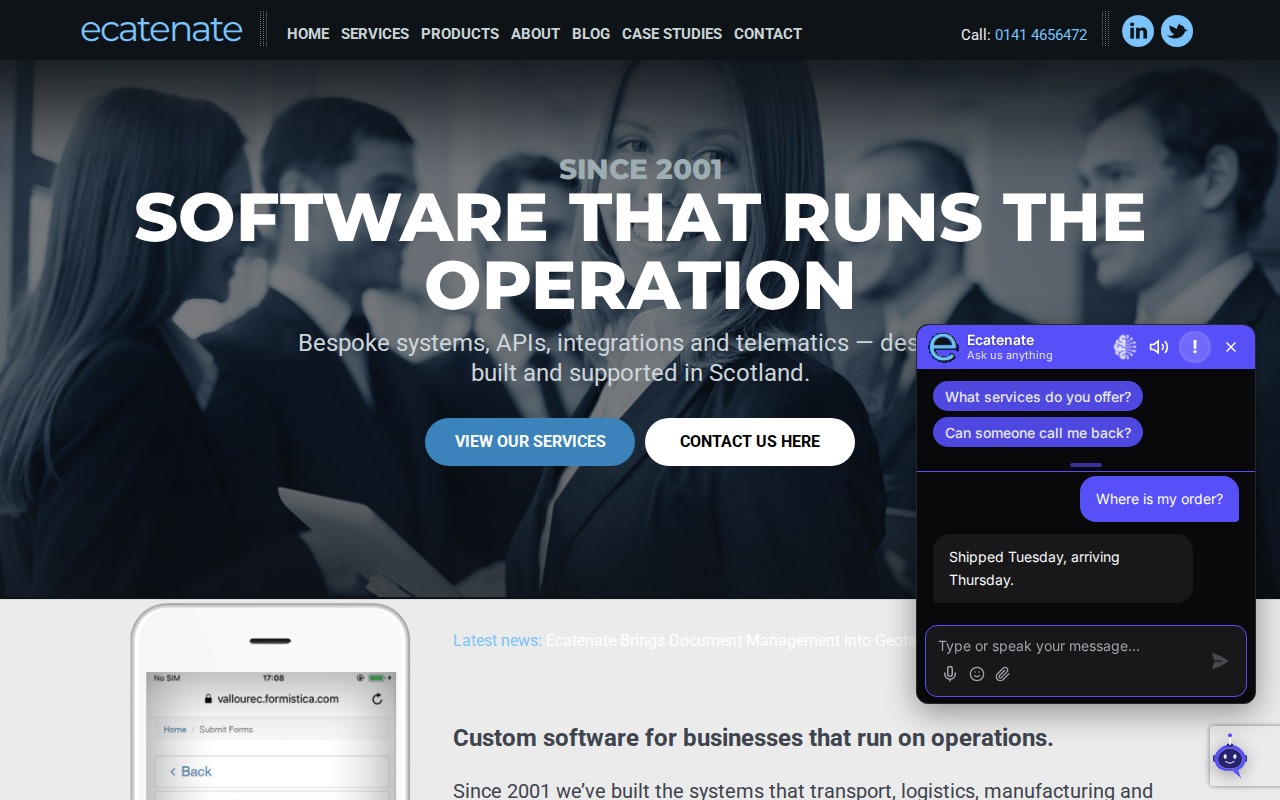 ecatenate
HOME SERVICES PRODUCTS ABOUT BLOG CASE STUDIES CONTACT
Call: 0141 4656472
SINCE 2001
SOFTWARE THAT RUNS THE
OPERATION
Bespoke systems, APIs, integrations and telematics — des
built and supported in Scotland.
VIEW OUR SERVICES
CONTACT US HERE
Ecatenate
Ask us anything
What services do you offer?
Can someone call me back?
Where is my order?
Shipped Tuesday, arriving
Thursday.
Type or speak your message...
Latest news: Ecatenate Brings Document Management Into Geota
No SIM 17:08
vallourec.formistica.com
Home / Submit Forms
Back
Custom software for businesses that run on operations.
Since 2001 we’ve built the systems that transport, logistics, manufacturing and